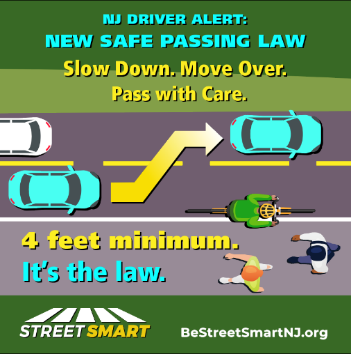 NJ DRIVER ALERT:
NEW SAFE PASSING LAW
Slow Down. Move Over.
Pass with Care.
4 feet minimum.
It's the law.
STREETSMART
BeStreetSmartNJ.org